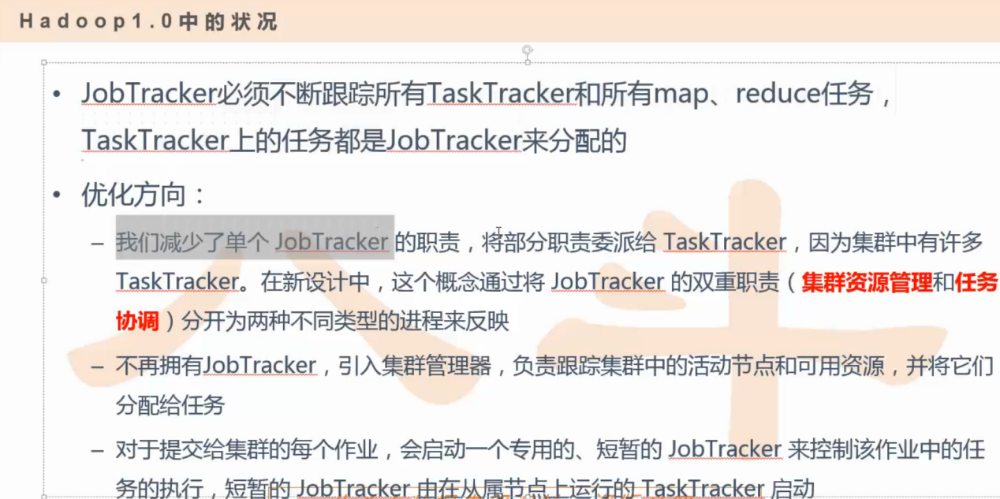 Hadoop1.0中的状况
• JobTracker必须不断跟踪所有TaskTracker和所有map、reduce任务，
TaskTracker上的任务都是JobTracker来分配的
• 优化方向：
– 我们减少了单个 JobTracker 的职责，将部分职责委派给 TaskTracker，因为集群中有许多
TaskTracker。在新设计中，这个概念通过将 JobTracker 的双重职责（集群资源管理和任务
协调）分开为两种不同类型的进程来反映
– 不再拥有JobTracker，引入集群管理器，负责跟踪集群中的活动节点和可用资源，并将它们
分配给任务
– 对于提交给集群的每个作业，会启动一个专用的、短暂的 JobTracker 来控制该作业中的任
务的执行，短暂的 JobTracker 由在从属节点上运行的 TaskTracker 启动
八斗